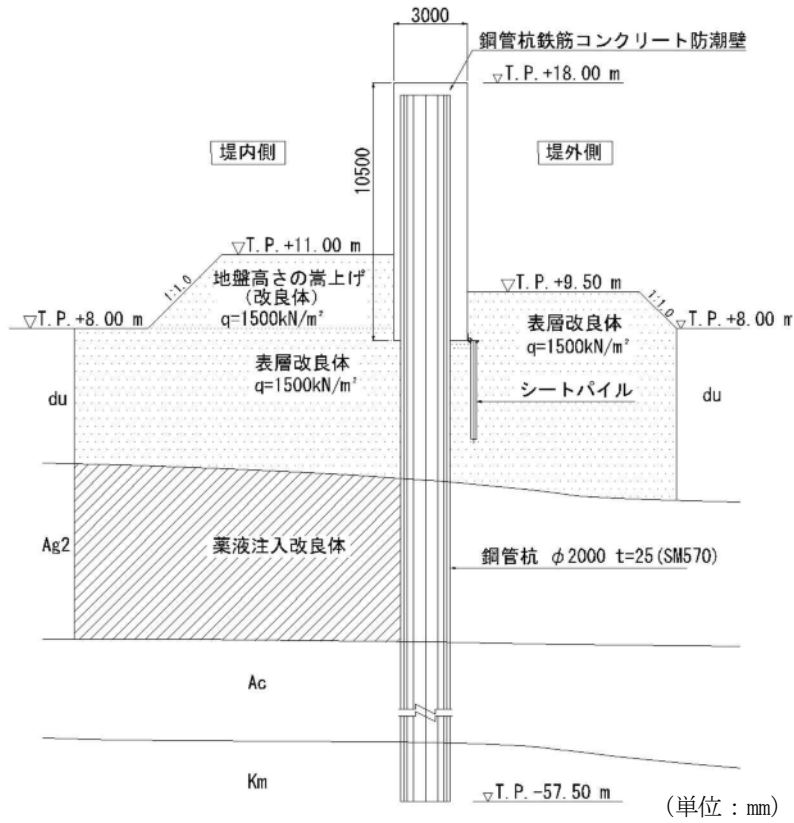 3000
鋼管杭鉄筋コンクリート防潮壁
▽T.P.+18.00 m
堤内側
堤外側
10500
▽T.P.+11.00 m
地盤高さの嵩上げ
(改良体)
q=1500kN/m²
1:1.0
▽T.P.+8.00 m
▽T.P.+9.50 m
1:1.0
▽T.P.+8.00 m
表層改良体
q=1500kN/m²
表層改良体
q=1500kN/m²
シートパイル
du
du
Ag2
薬液注入改良体
鋼管杭 φ2000 t=25(SM570)
Ac
Km
▽T.P.-57.50 m
(単位:mm)